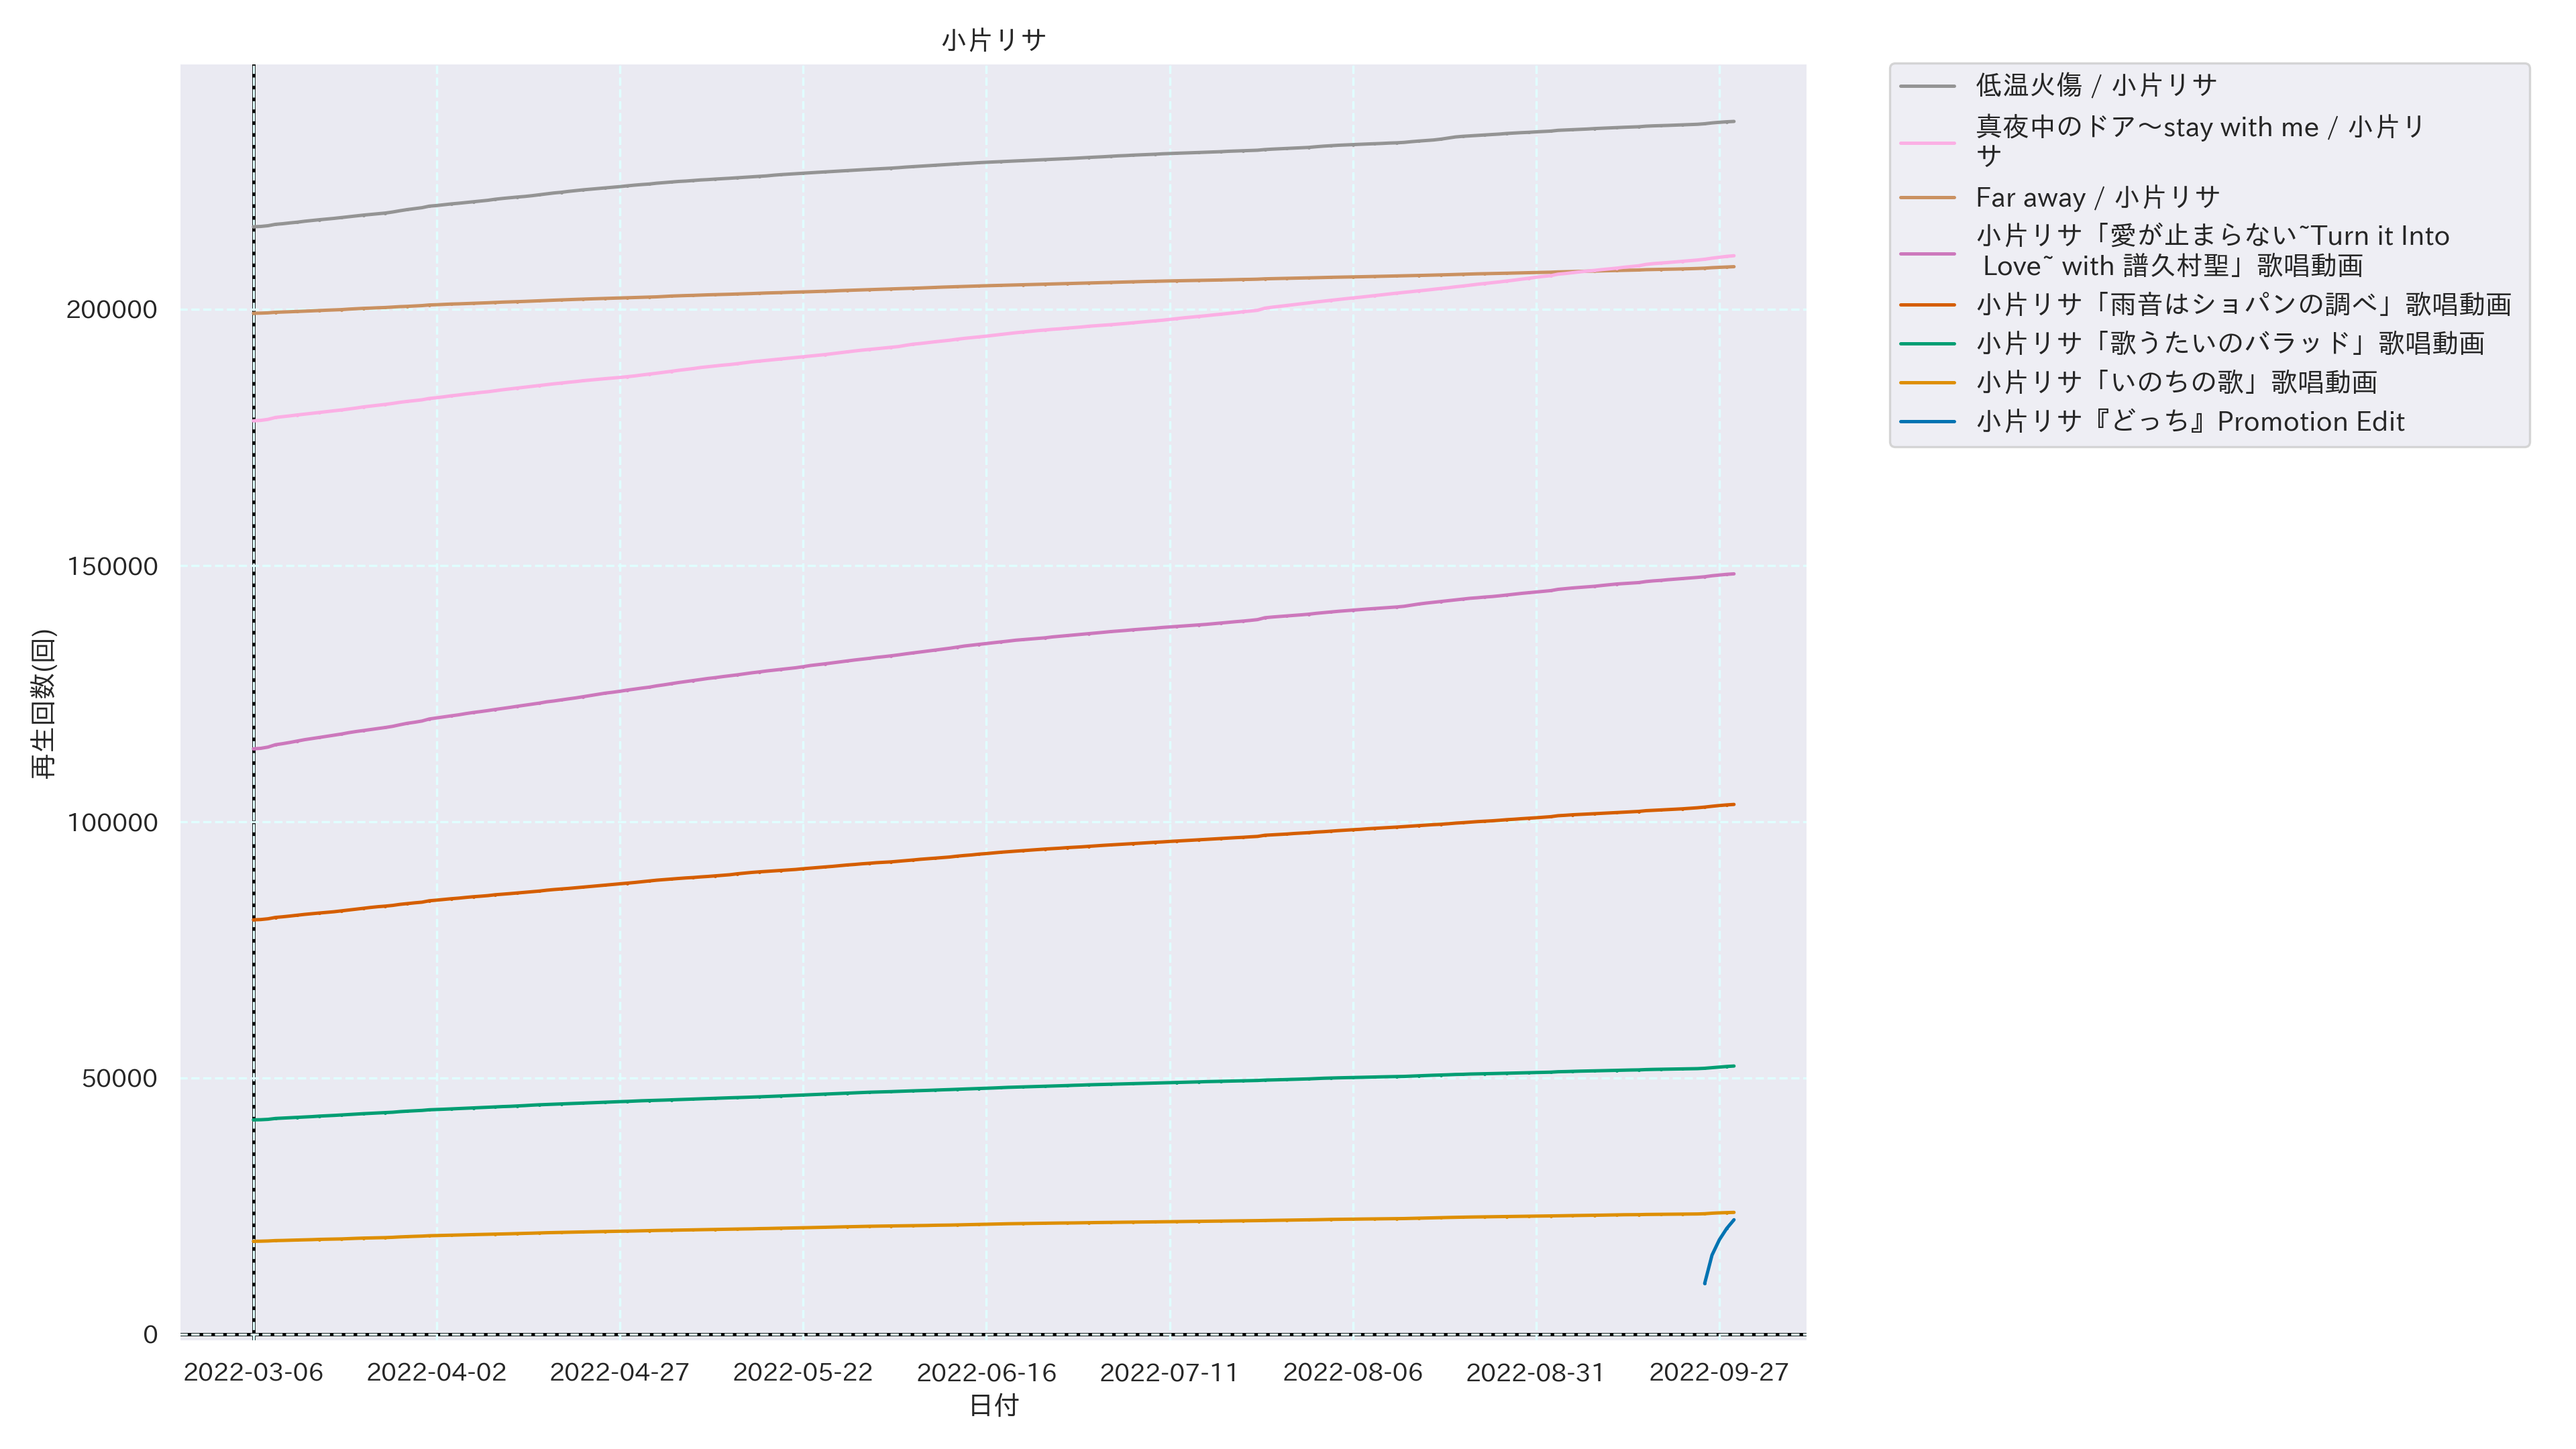 小片リサ
200000
150000
100000
50000
0
再生回数(回)
2022-03-06
2022-04-02
2022-04-27
2022-05-22
2022-06-16
2022-07-11
2022-08-06
2022-08-31
2022-09-27
日付
低温火傷 / 小片リサ
真夜中のドア〜stay with me / 小片リ
サ
Far away / 小片リサ
小片リサ「愛が止まらない~Turn it Into
Love~ with 譜久村聖」歌唱動画
小片リサ「雨音はショパンの調べ」歌唱動画
小片リサ「歌うたいのバラッド」歌唱動画
小片リサ「いのちの歌」歌唱動画
小片リサ『どっち』Promotion Edit